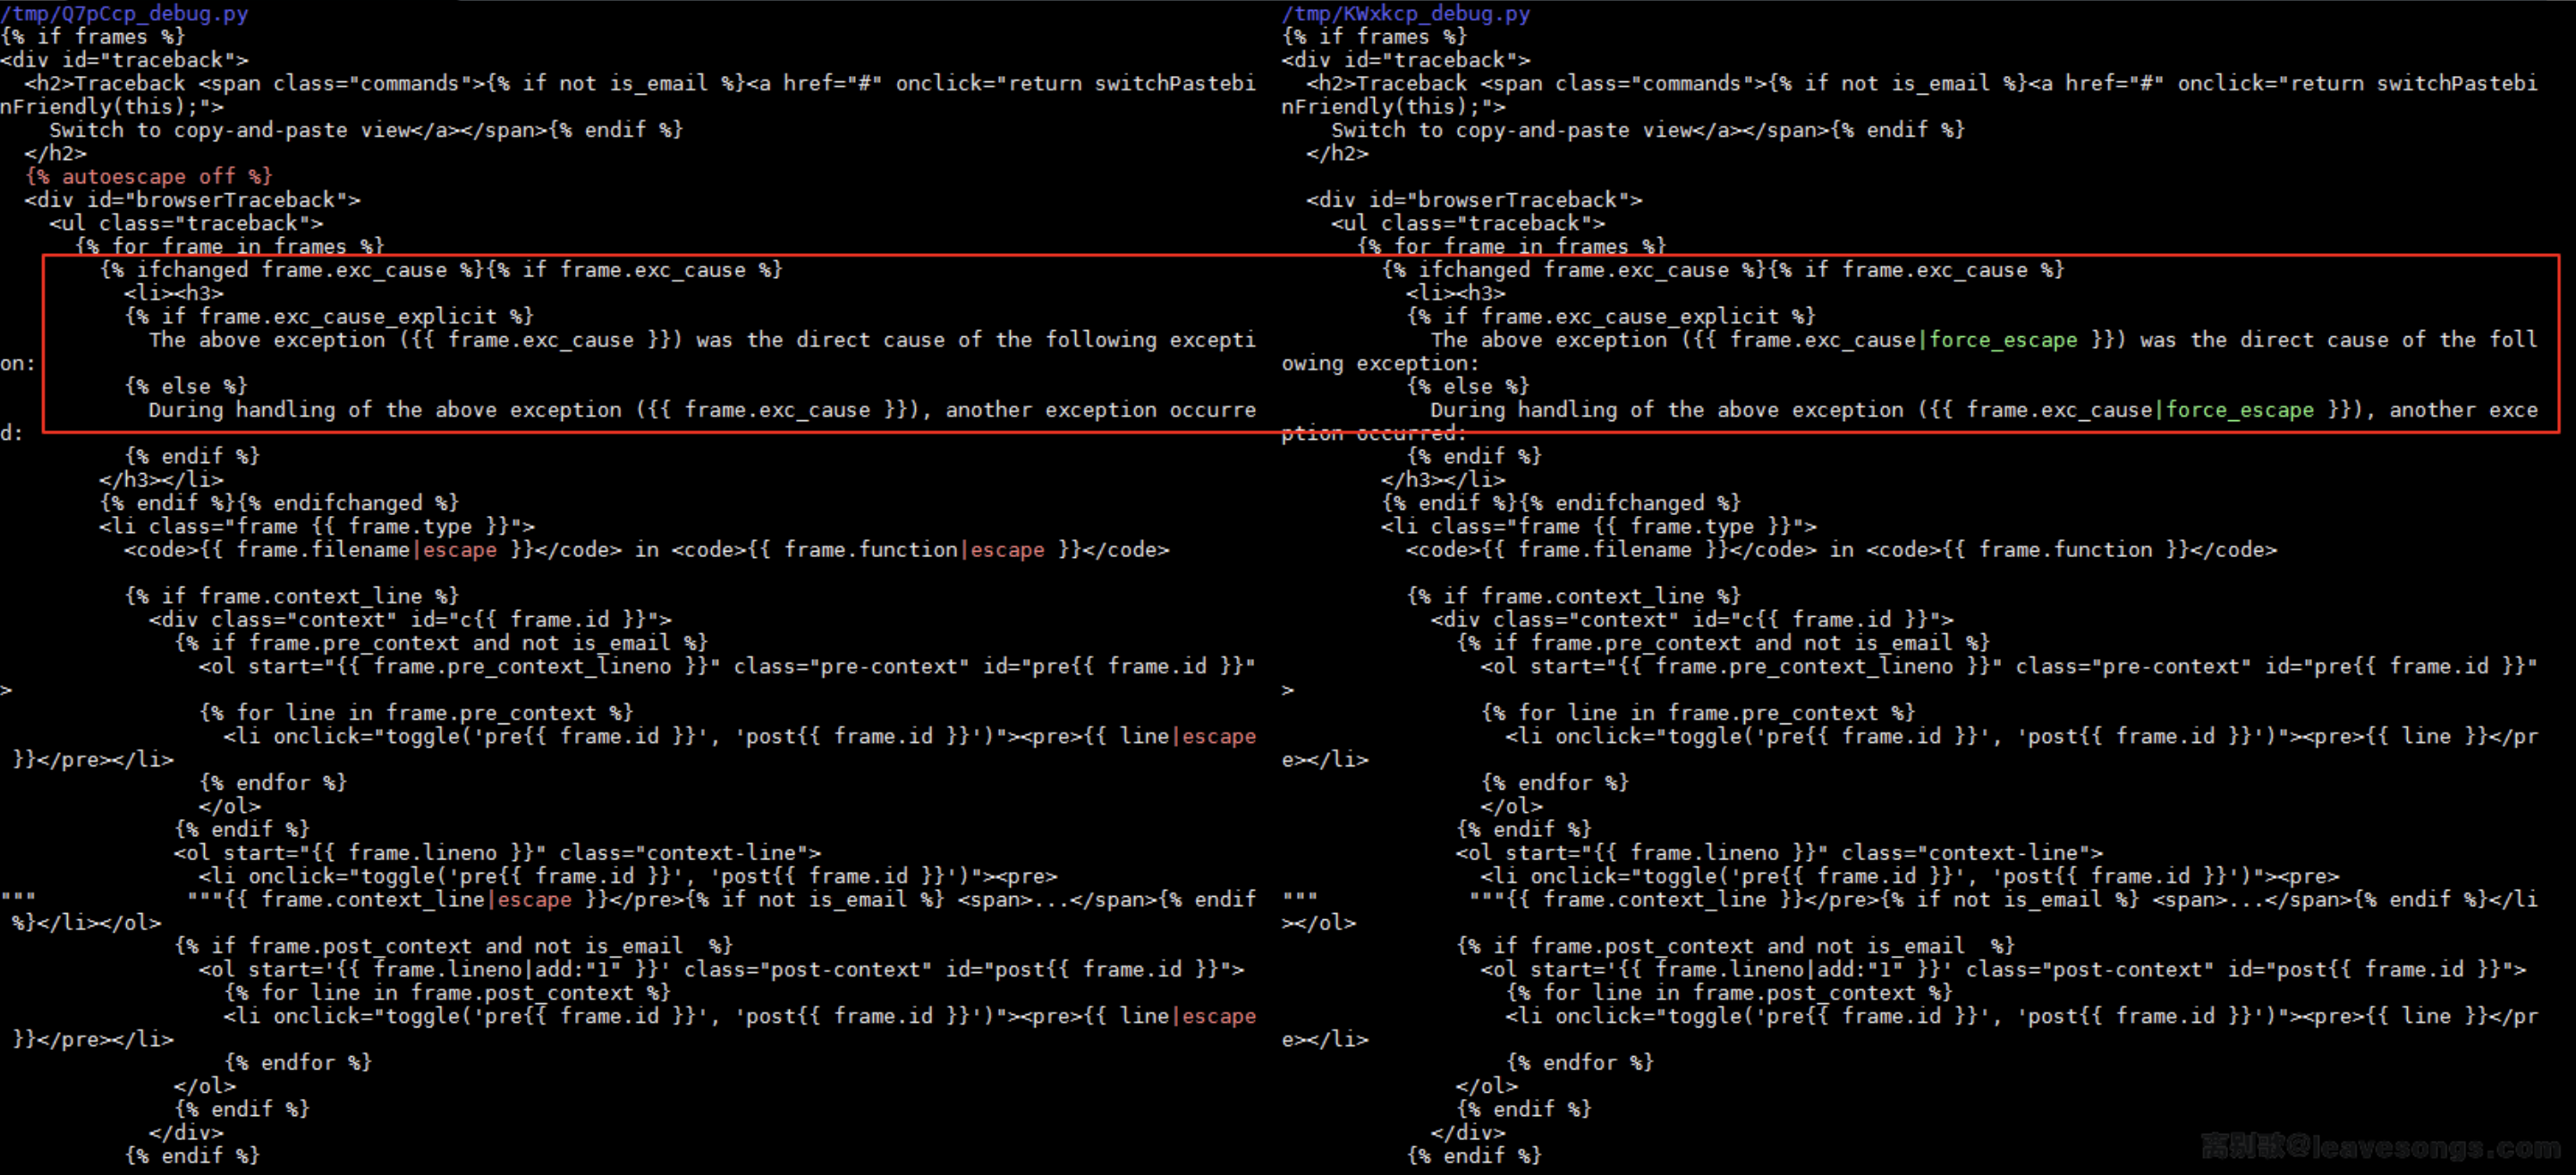 /tmp/Q7pCcp_debug.py
{% if frames %}
<div id="traceback">
  <h2>Traceback <span class="commands">{% if not is_email %}<a href="#" onclick="return switchPastebi
nFriendly(this);">
    Switch to copy-and-paste view</a></span>{% endif %}
  </h2>
  {% autoescape off %}
  <div id="browserTraceback">
    <ul class="traceback">
      {% for frame in frames %}
        {% ifchanged frame.exc_cause %}{% if frame.exc_cause %}
          <li><h3>
          {% if frame.exc_cause_explicit %}
            The above exception ({{ frame.exc_cause }}) was the direct cause of the following excepti
on:
          {% else %}
            During handling of the above exception ({{ frame.exc_cause }}), another exception occurre
d:
          {% endif %}
        </h3></li>
        {% endif %}{% endifchanged %}
        <li class="frame {{ frame.type }}">
          <code>{{ frame.filename|escape }}</code> in <code>{{ frame.function|escape }}</code>
          {% if frame.context_line %}
            <div class="context" id="c{{ frame.id }}">
              {% if frame.pre_context and not is_email %}
                <ol start="{{ frame.pre_context_lineno }}" class="pre-context" id="pre{{ frame.id }}"
>
                {% for line in frame.pre_context %}
                  <li onclick="toggle('pre{{ frame.id }}', 'post{{ frame.id }}')"><pre>{{ line|escape
 }}</pre></li>
                {% endfor %}
                </ol>
              {% endif %}
              <ol start="{{ frame.lineno }}" class="context-line">
                <li onclick="toggle('pre{{ frame.id }}', 'post{{ frame.id }}')"><pre>
"""            """{{ frame.context_line|escape }}</pre>{% if not is_email %} <span>...</span>{% endif
 %}</li></ol>
              {% if frame.post_context and not is_email  %}
                <ol start='{{ frame.lineno|add:"1" }}' class="post-context" id="post{{ frame.id }}">
                  {% for line in frame.post_context %}
                  <li onclick="toggle('pre{{ frame.id }}', 'post{{ frame.id }}')"><pre>{{ line|escape
 }}</pre></li>
                  {% endfor %}
              </ol>
              {% endif %}
            </div>
          {% endif %}
/tmp/KWxkcp_debug.py
{% if frames %}
<div id="traceback">
  <h2>Traceback <span class="commands">{% if not is_email %}<a href="#" onclick="return switchPastebi
nFriendly(this);">
    Switch to copy-and-paste view</a></span>{% endif %}
  </h2>
  <div id="browserTraceback">
    <ul class="traceback">
      {% for frame in frames %}
        {% ifchanged frame.exc_cause %}{% if frame.exc_cause %}
          <li><h3>
          {% if frame.exc_cause_explicit %}
            The above exception ({{ frame.exc_cause|force_escape }}) was the direct cause of the foll
owing exception:
          {% else %}
            During handling of the above exception ({{ frame.exc_cause|force_escape }}), another exce
ption occurred:
          {% endif %}
        </h3></li>
        {% endif %}{% endifchanged %}
        <li class="frame {{ frame.type }}">
          <code>{{ frame.filename }}</code> in <code>{{ frame.function }}</code>
          {% if frame.context_line %}
            <div class="context" id="c{{ frame.id }}">
              {% if frame.pre_context and not is_email %}
                <ol start="{{ frame.pre_context_lineno }}" class="pre-context" id="pre{{ frame.id }}"
>
                {% for line in frame.pre_context %}
                  <li onclick="toggle('pre{{ frame.id }}', 'post{{ frame.id }}')"><pre>{{ line }}</pr
e></li>
                {% endfor %}
                </ol>
              {% endif %}
              <ol start="{{ frame.lineno }}" class="context-line">
                <li onclick="toggle('pre{{ frame.id }}', 'post{{ frame.id }}')"><pre>
"""            """{{ frame.context_line }}</pre>{% if not is_email %} <span>...</span>{% endif %}</li
></ol>
              {% if frame.post_context and not is_email  %}
                <ol start='{{ frame.lineno|add:"1" }}' class="post-context" id="post{{ frame.id }}">
                  {% for line in frame.post_context %}
                  <li onclick="toggle('pre{{ frame.id }}', 'post{{ frame.id }}')"><pre>{{ line }}</pr
e></li>
                  {% endfor %}
              </ol>
              {% endif %}
            </div>
          {% endif %}
离别歌@leavesongs.com